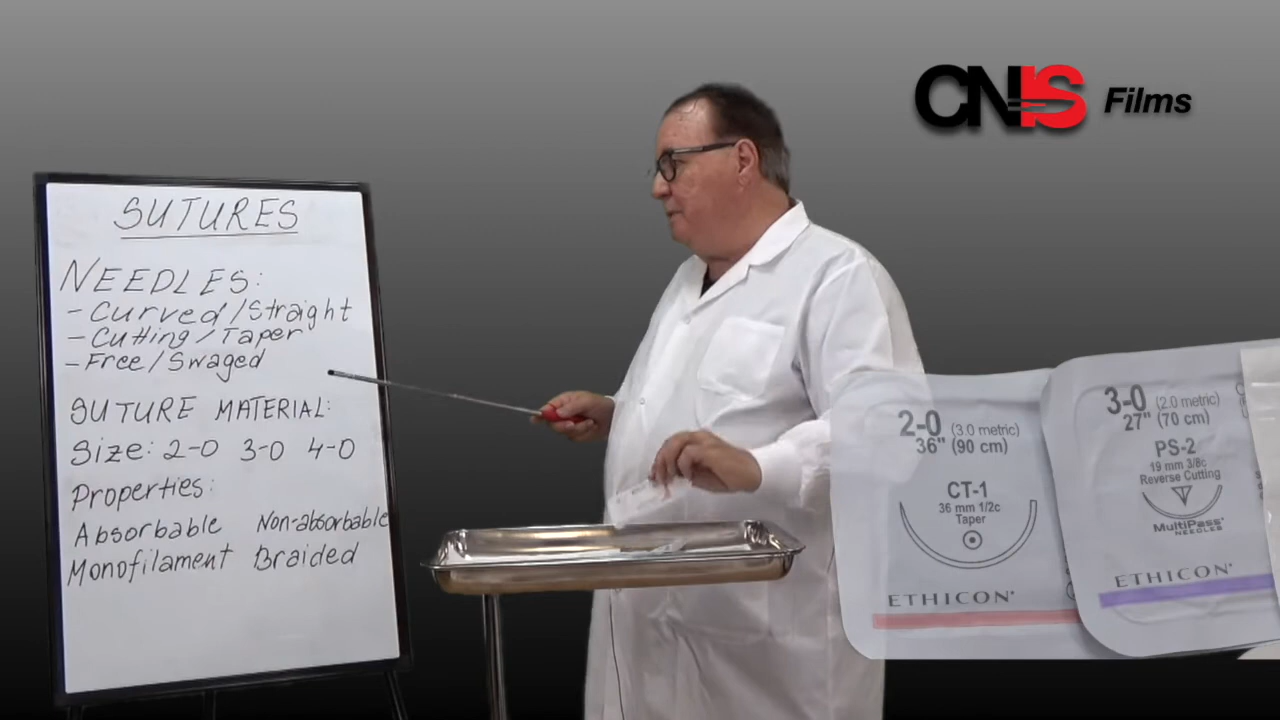 CNIS Films
SUTURES
NEEDLES:
- Curved/Straight
- Cutting/Taper
- Free/Swaged
SUTURE MATERIAL:
Size: 2-0 3-0 4-0
Properties:
Absorbable Non-absorbable
Monofilament Braided
2-0 (3.0 metric)
36" (90 cm)
CT-1
36 mm 1/2c
Taper
ETHICON
3-0 (2.0 metric)
27" (70 cm)
PS-2
19 mm 3/8c
Reverse Cutting
MultiPass
NEEDLES
ETHICON